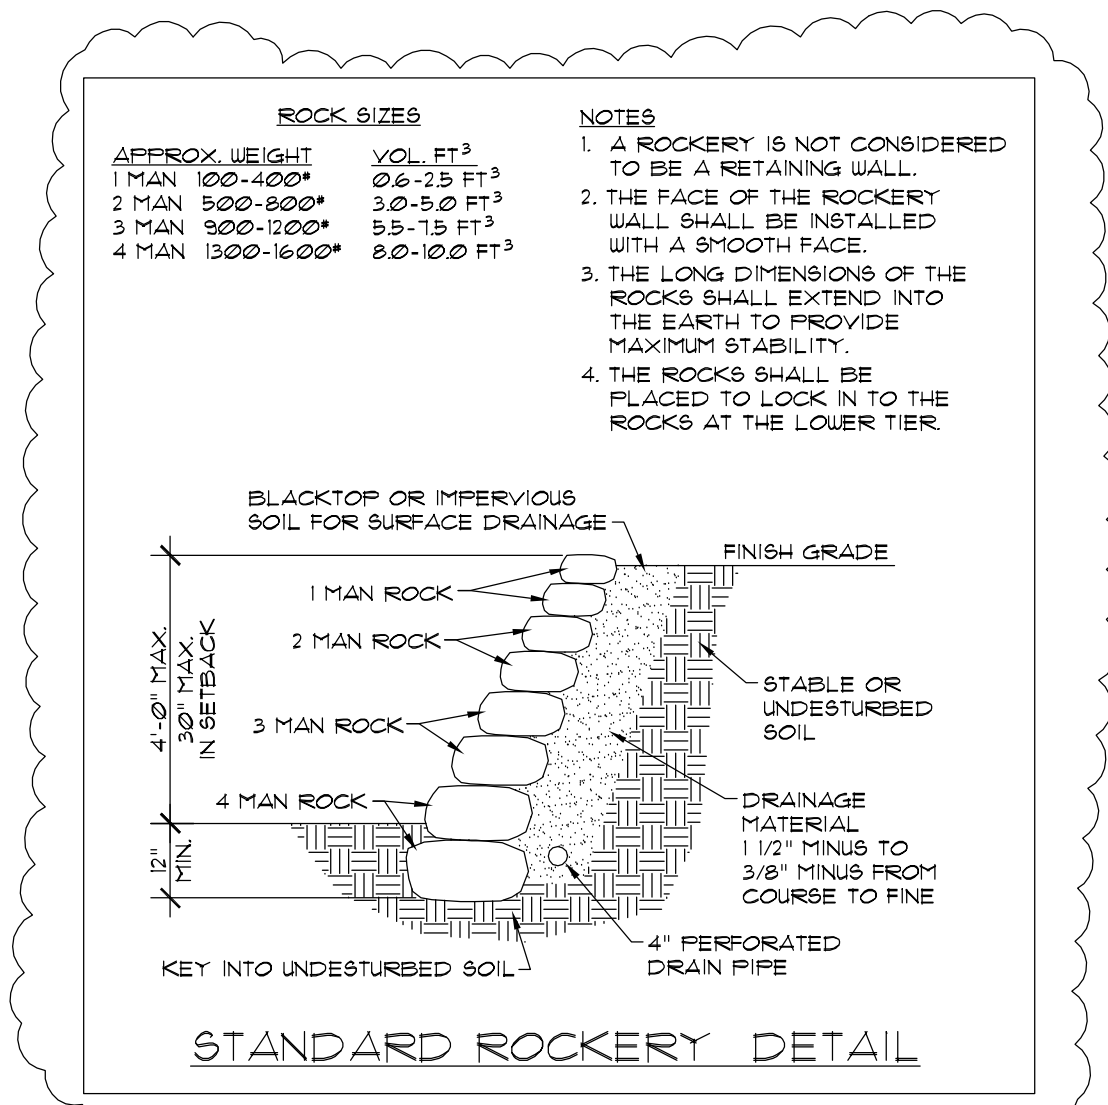 ROCK SIZES
APPROX. WEIGHT VOL. FT³
1 MAN 100-400# 0.6-2.5 FT³
2 MAN 500-800# 3.0-5.0 FT³
3 MAN 900-1200# 5.5-7.5 FT³
4 MAN 1300-1600# 8.0-10.0 FT³
NOTES
1. A ROCKERY IS NOT CONSIDERED
TO BE A RETAINING WALL.
2. THE FACE OF THE ROCKERY
WALL SHALL BE INSTALLED
WITH A SMOOTH FACE.
3. THE LONG DIMENSIONS OF THE
ROCKS SHALL EXTEND INTO
THE EARTH TO PROVIDE
MAXIMUM STABILITY.
4. THE ROCKS SHALL BE
PLACED TO LOCK IN TO THE
ROCKS AT THE LOWER TIER.
BLACKTOP OR IMPERVIOUS
SOIL FOR SURFACE DRAINAGE
FINISH GRADE
1 MAN ROCK
2 MAN ROCK
3 MAN ROCK
4 MAN ROCK
4'-0" MAX.
30" MAX.
IN SETBACK
12"
MIN.
STABLE OR
UNDESTURBED
SOIL
DRAINAGE
MATERIAL
1 1/2" MINUS TO
3/8" MINUS FROM
COURSE TO FINE
4" PERFORATED
DRAIN PIPE
KEY INTO UNDESTURBED SOIL
STANDARD ROCKERY DETAIL